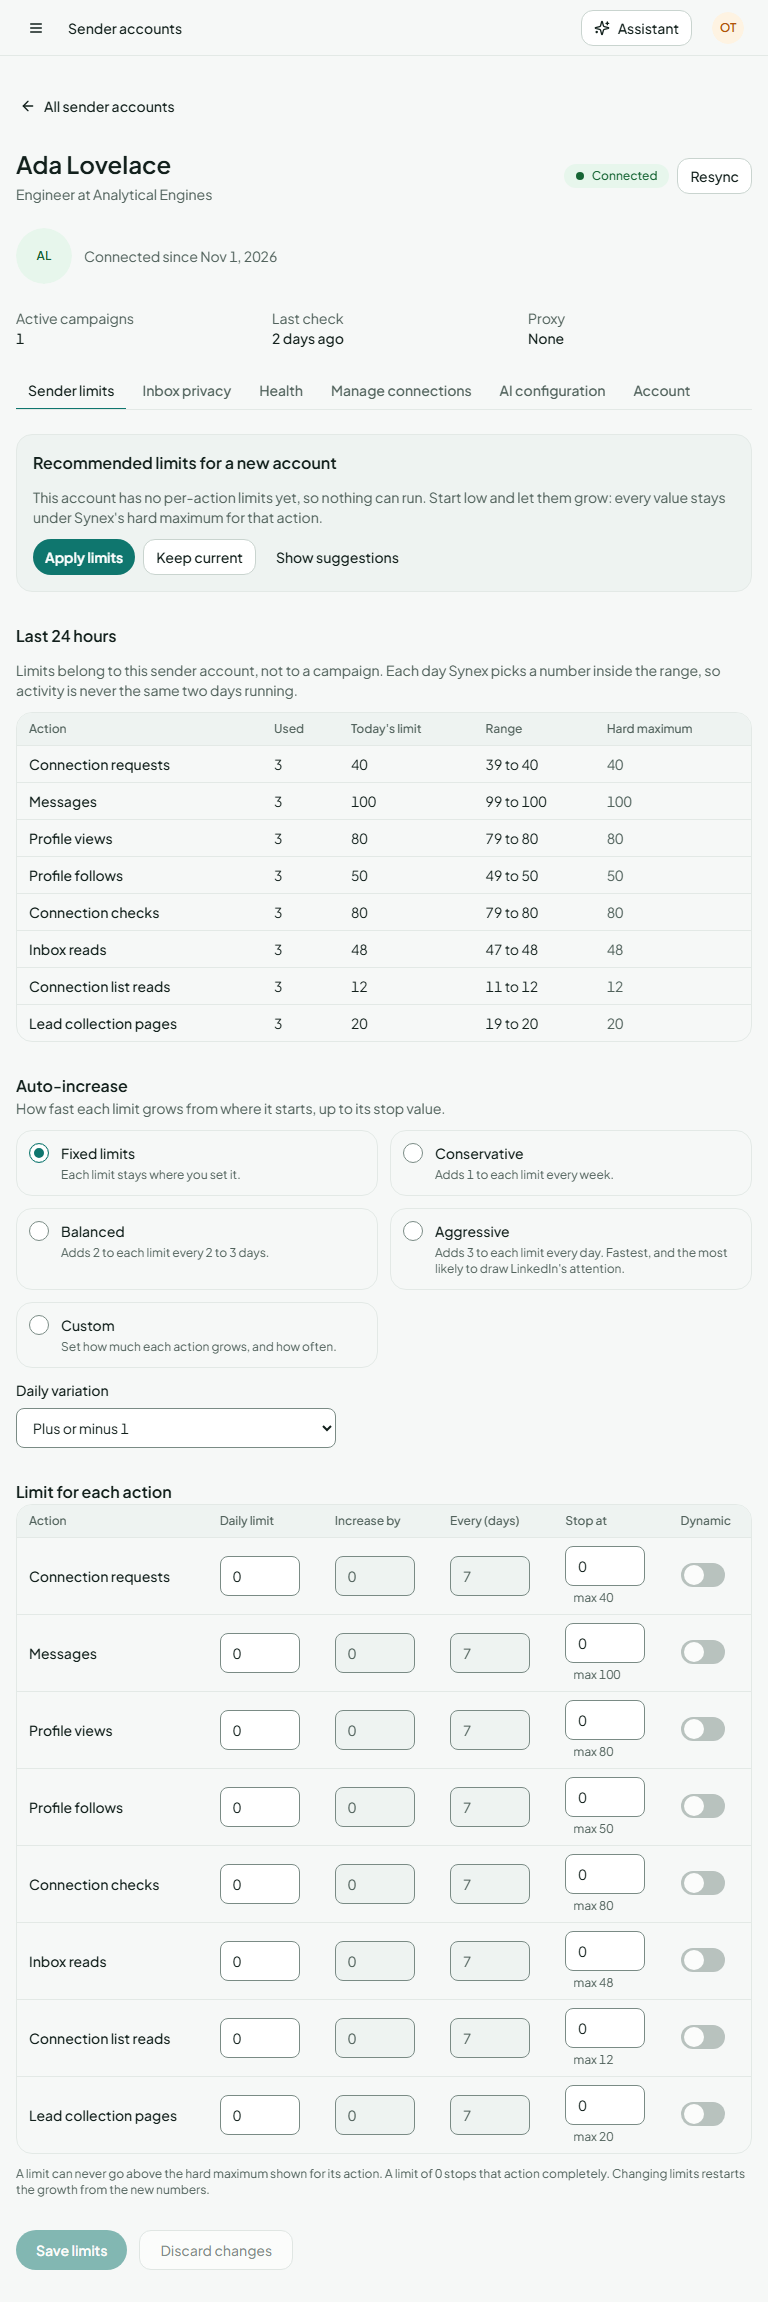 Sender accounts
Assistant
OT
All sender accounts
Ada Lovelace
Engineer at Analytical Engines
Connected
Resync
AL
Connected since Nov 1, 2026
Active campaigns
1
Last check
2 days ago
Proxy
None
Sender limits
Inbox privacy
Health
Manage connections
AI configuration
Account
Recommended limits for a new account
This account has no per-action limits yet, so nothing can run. Start low and let them grow: every value stays
under Synex's hard maximum for that action.
Apply limits
Keep current
Show suggestions
Last 24 hours
Limits belong to this sender account, not to a campaign. Each day Synex picks a number inside the range, so
activity is never the same two days running.
Action Used Today's limit Range Hard maximum
Connection requests 3 40 39 to 40 40
Messages 3 100 99 to 100 100
Profile views 3 80 79 to 80 80
Profile follows 3 50 49 to 50 50
Connection checks 3 80 79 to 80 80
Inbox reads 3 48 47 to 48 48
Connection list reads 3 12 11 to 12 12
Lead collection pages 3 20 19 to 20 20
Auto-increase
How fast each limit grows from where it starts, up to its stop value.
Fixed limits
Each limit stays where you set it.
Conservative
Adds 1 to each limit every week.
Balanced
Adds 2 to each limit every 2 to 3 days.
Aggressive
Adds 3 to each limit every day. Fastest, and the most
likely to draw LinkedIn's attention.
Custom
Set how much each action grows, and how often.
Daily variation
Plus or minus 1
Limit for each action
Action Daily limit Increase by Every (days) Stop at Dynamic
Connection requests 0 0 7 0
max 40
Messages 0 0 7 0
max 100
Profile views 0 0 7 0
max 80
Profile follows 0 0 7 0
max 50
Connection checks 0 0 7 0
max 80
Inbox reads 0 0 7 0
max 48
Connection list reads 0 0 7 0
max 12
Lead collection pages 0 0 7 0
max 20
A limit can never go above the hard maximum shown for its action. A limit of 0 stops that action completely. Changing limits restarts
the growth from the new numbers.
Save limits
Discard changes